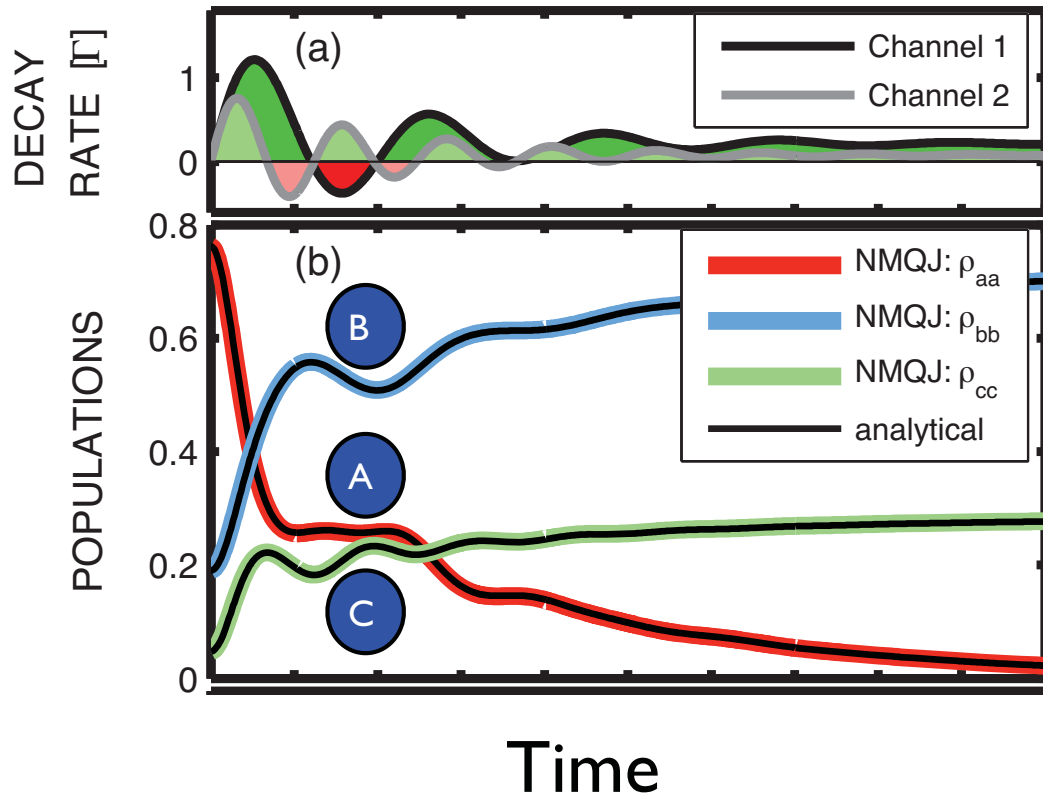 DECAY
RATE [Γ]
(a)
Channel 1
Channel 2
1
0
POPULATIONS
0.8
0.6
0.4
0.2
0
(b)
NMQJ: ρaa
NMQJ: ρbb
NMQJ: ρcc
analytical
B
A
C
Time